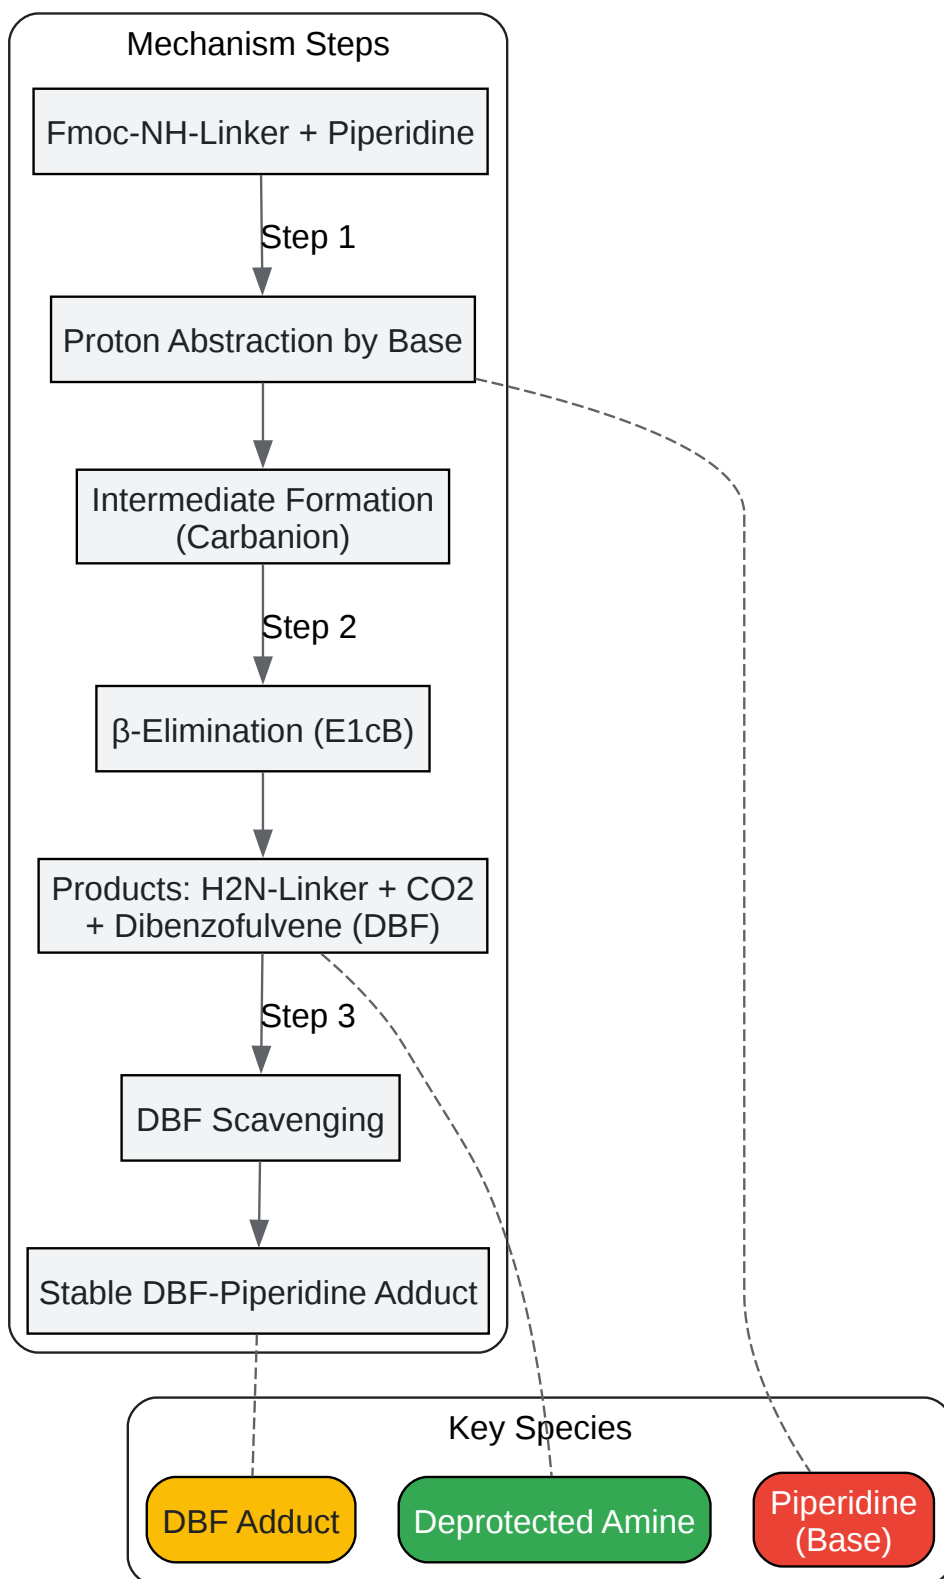 Mechanism Steps
Fmoc-NH-Linker + Piperidine
Step 1
Proton Abstraction by Base
Intermediate Formation
(Carbanion)
Step 2
β-Elimination (E1cB)
Products: H2N-Linker + CO2
+ Dibenzofulvene (DBF)
Step 3
DBF Scavenging
Stable DBF-Piperidine Adduct
Key Species
DBF Adduct
Deprotected Amine
Piperidine
(Base)